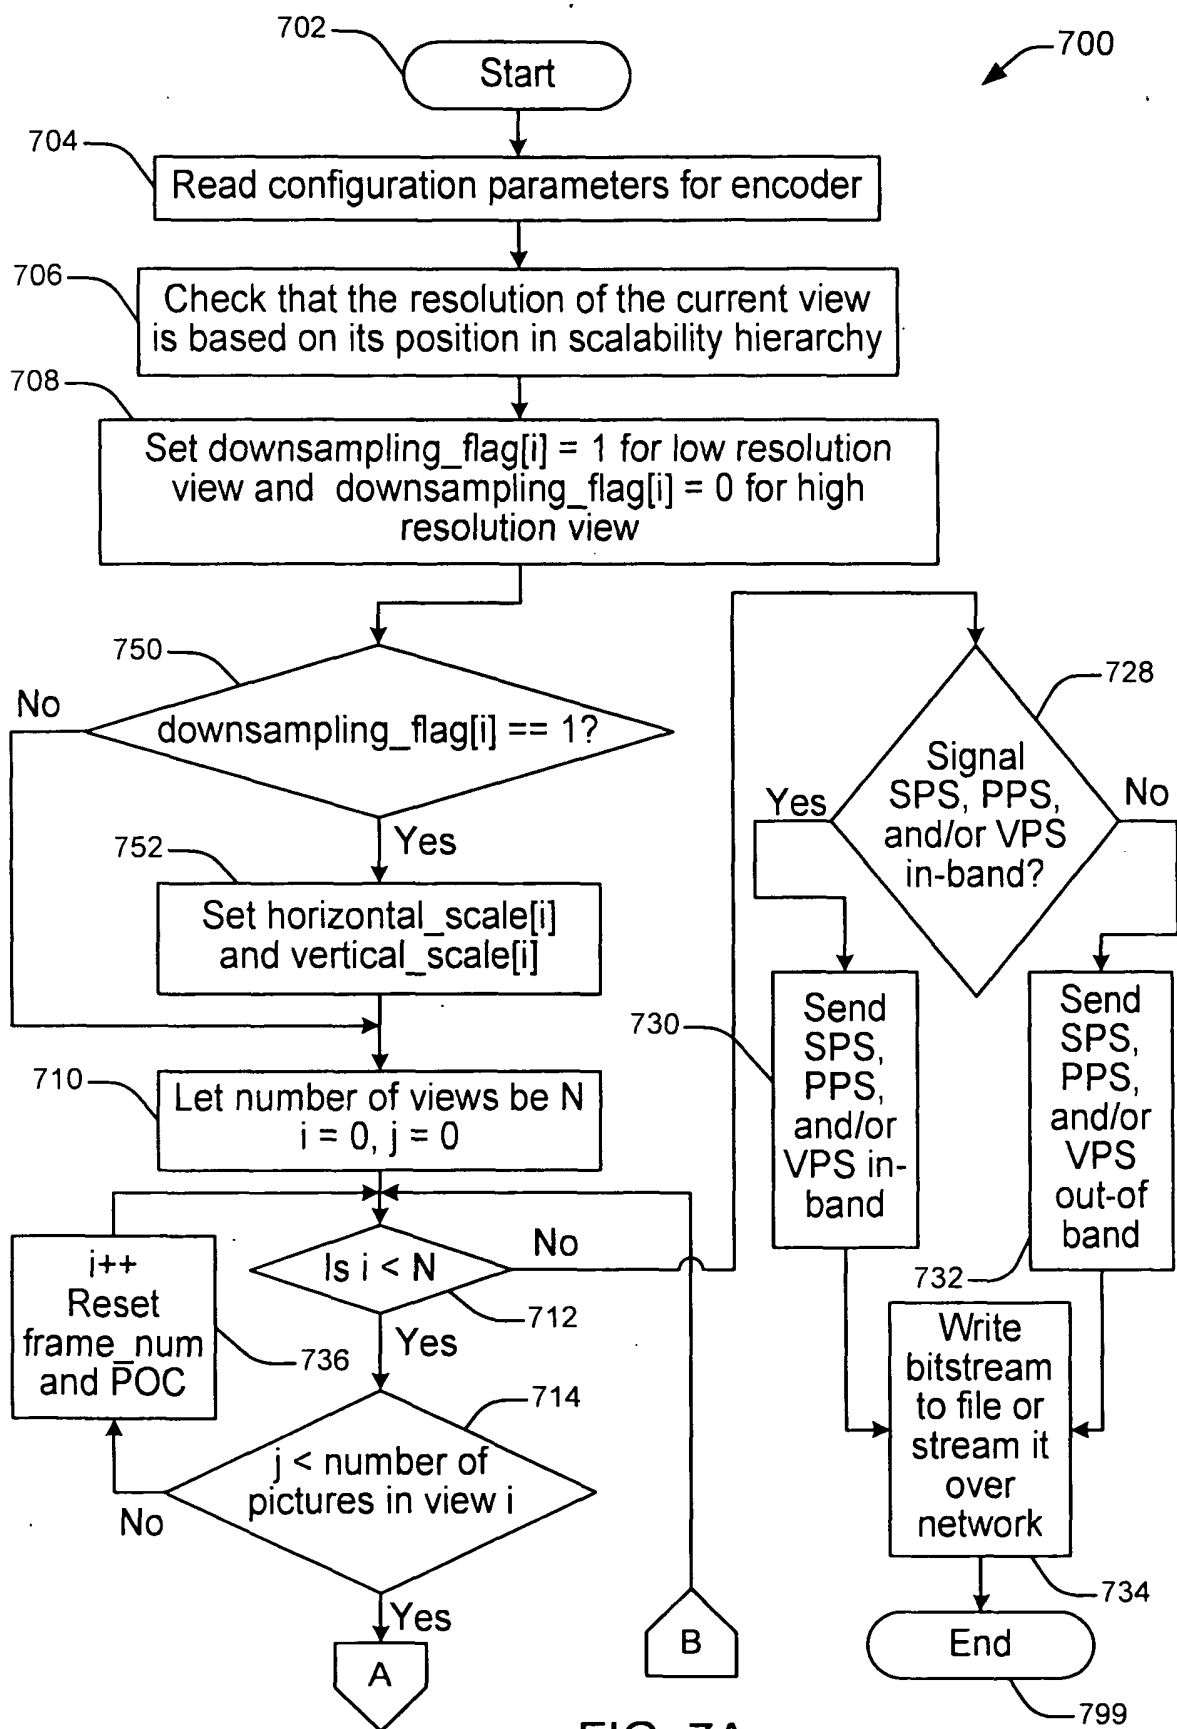 702
Start
700
704
Read configuration parameters for encoder
706
Check that the resolution of the current view
is based on its position in scalability hierarchy
708
Set downsampling_flag[i] = 1 for low resolution
view and downsampling_flag[i] = 0 for high
resolution view
750
No
downsampling_flag[i] == 1?
Yes
752
Set horizontal_scale[i]
and vertical_scale[i]
710
Let number of views be N
i = 0, j = 0
Is i < N
No
712
Yes
i++
Reset
frame_num
and POC
736
714
j < number of
pictures in view i
No
Yes
A
B
728
Signal
SPS, PPS,
and/or VPS
in-band?
Yes
No
730
Send
SPS,
PPS,
and/or
VPS in-
band
Send
SPS,
PPS,
and/or
VPS
out-of
band
732
Write
bitstream
to file or
stream it
over
network
734
End
799
FIG. 7A